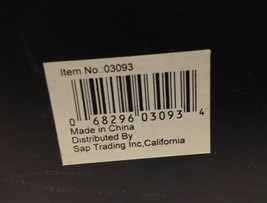 Item No.:03093
0 68296 03093 4
Made in China
Distributed By
Sap Trading Inc,California